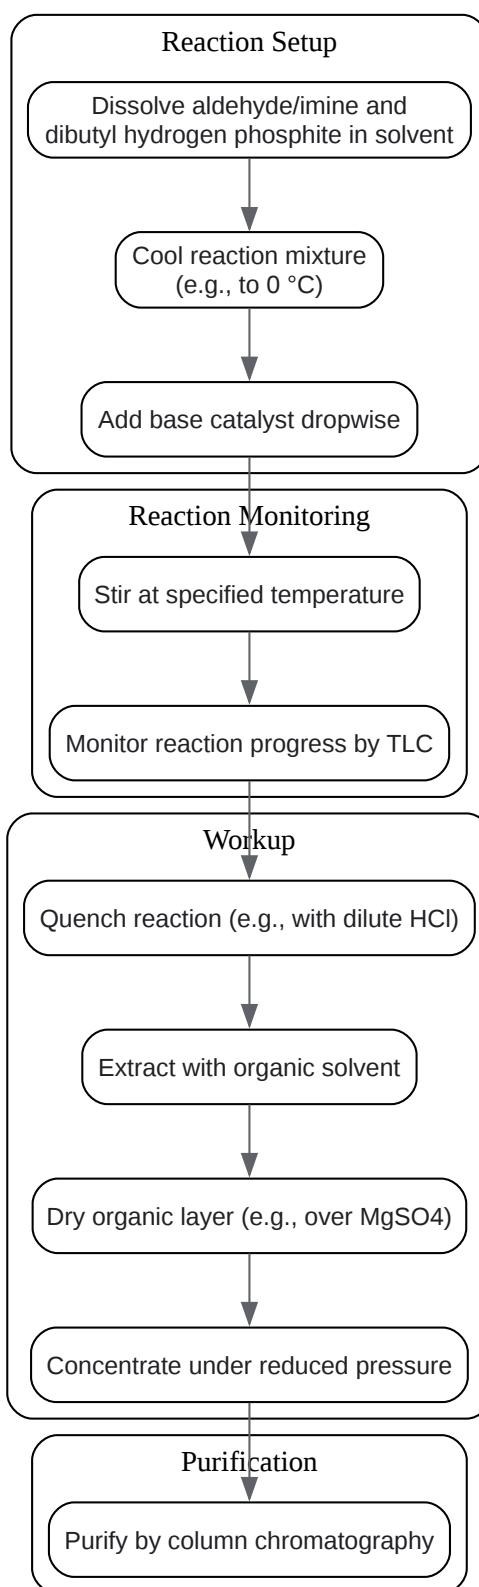 Reaction Setup
Dissolve aldehyde/imine and
dibutyl hydrogen phosphite in solvent
Cool reaction mixture
(e.g., to 0 °C)
Add base catalyst dropwise
Reaction Monitoring
Stir at specified temperature
Monitor reaction progress by TLC
Workup
Quench reaction (e.g., with dilute HCl)
Extract with organic solvent
Dry organic layer (e.g., over MgSO4)
Concentrate under reduced pressure
Purification
Purify by column chromatography